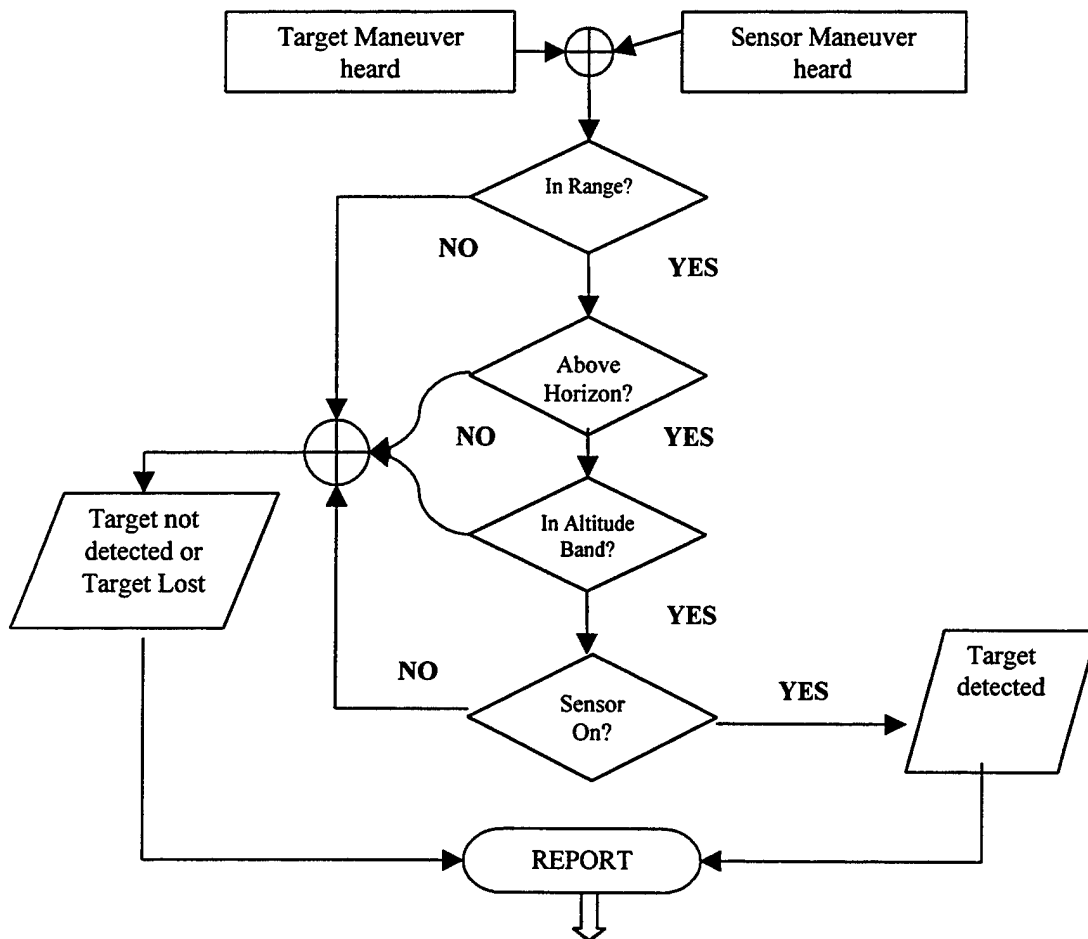 Target Maneuver
heard
Sensor Maneuver
heard
In Range?
NO
YES
Above
Horizon?
NO
YES
In Altitude
Band?
Target not
detected or
Target Lost
YES
NO
Sensor
On?
YES
Target
detected
REPORT